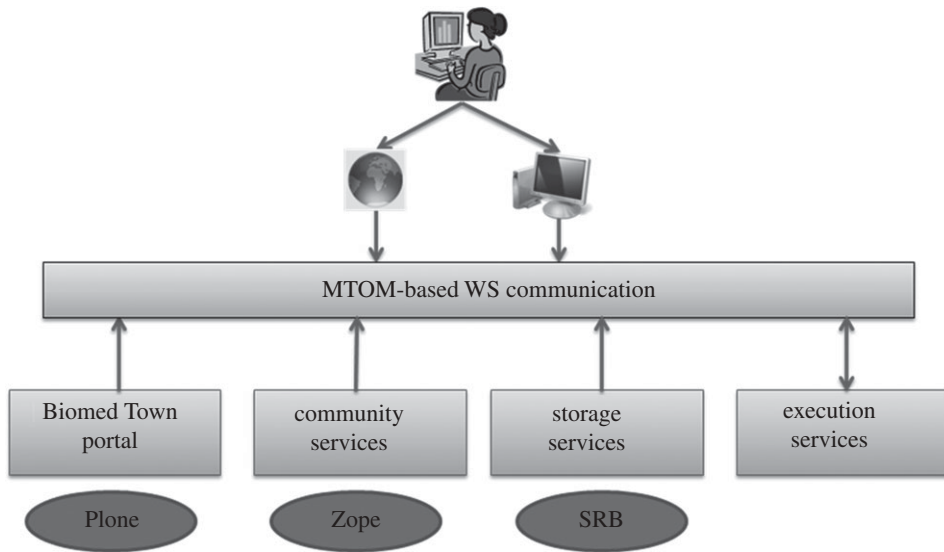 MTOM-based WS communication
Biomed Town
portal
community
services
storage
services
execution
services
Plone
Zope
SRB